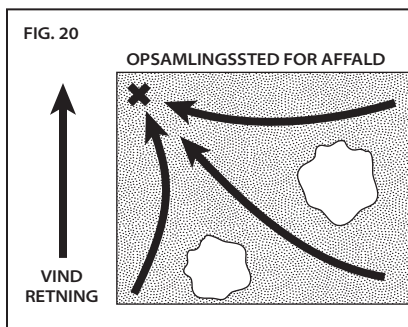 FIG. 20
OPSAMLINGSSTED FOR AFFALD
VIND
RETNING